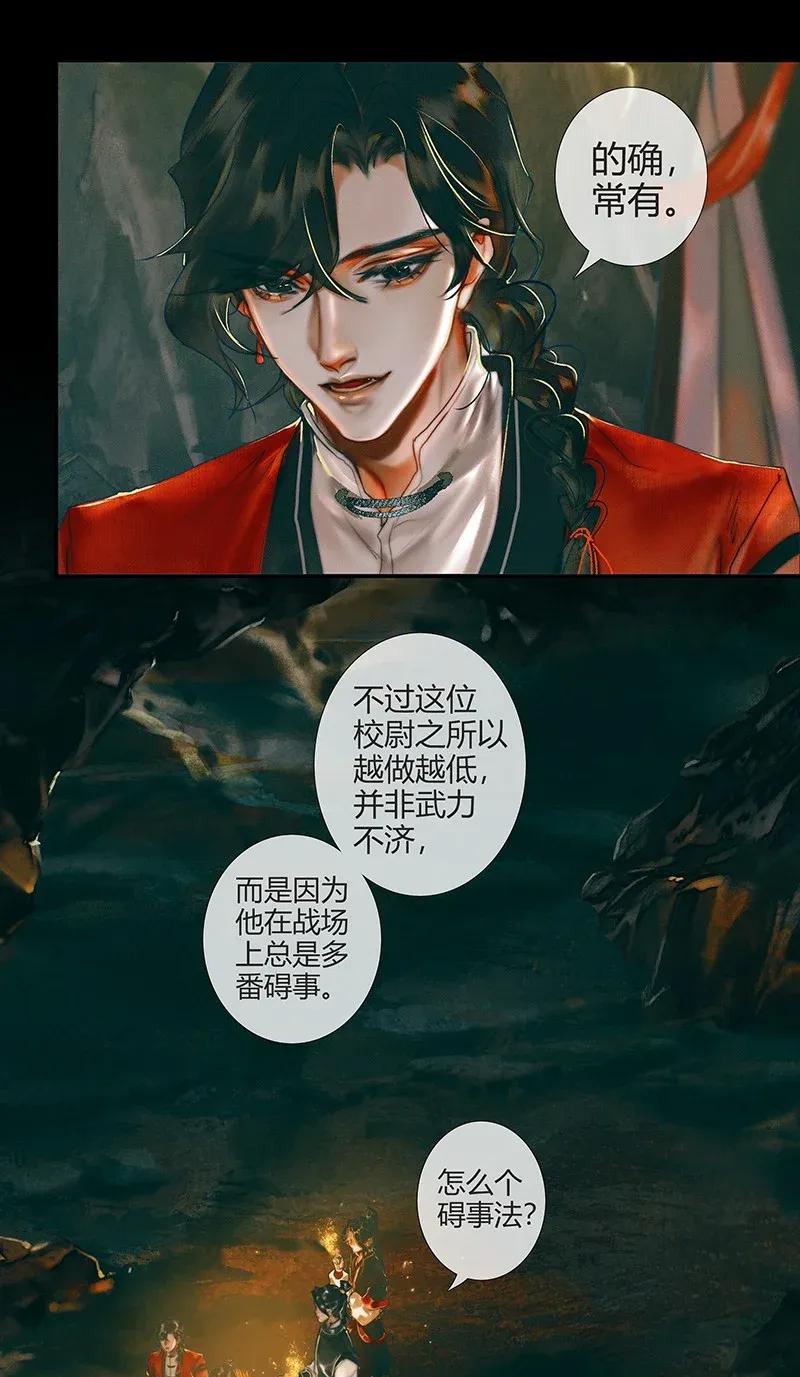 的确，
常有。
不过这位
校尉之所以
越做越低，
并非武力
不济，
而是因为
他在战场
上总是多
番碍事。
怎么个
碍事法？